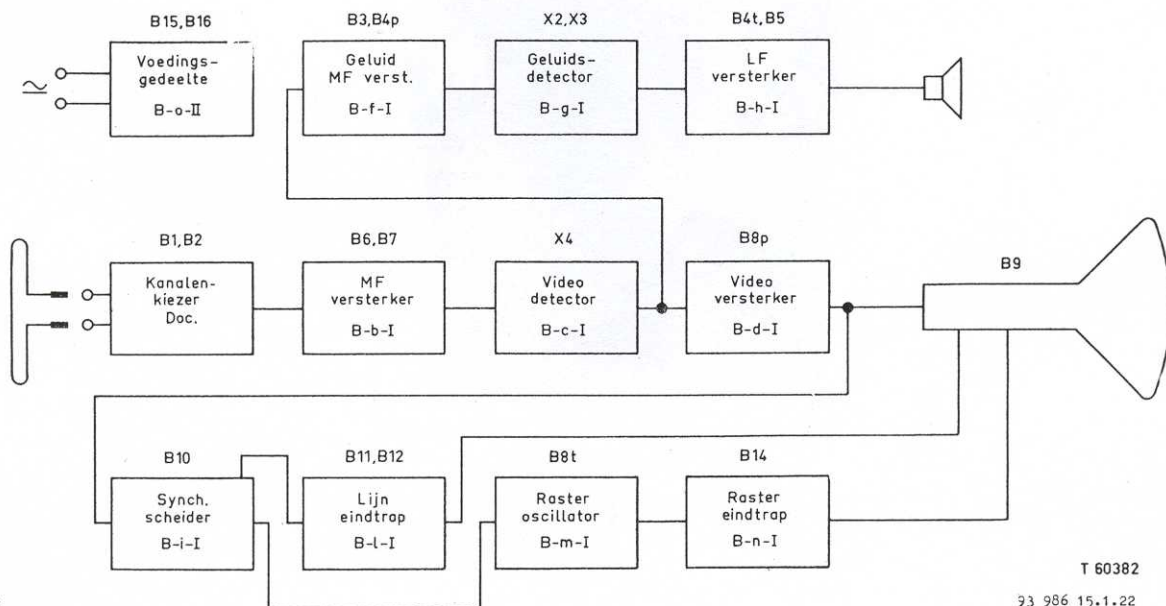 B15,B16
B3,B4p
X2,X3
B4t,B5
Voedings-
gedeelte
B-o-II
Geluid
MF verst.
B-f-I
Geluids-
detector
B-g-I
LF
versterker
B-h-I
B1,B2
B6,B7
X4
B8p
B9
Kanalen-
kiezer
Doc.
MF
versterker
B-b-I
Video
detector
B-c-I
Video
versterker
B-d-I
B10
B11,B12
B8t
B14
Synch.
scheider
B-i-I
Lijn
eindtrap
B-l-I
Raster
oscillator
B-m-I
Raster
eindtrap
B-n-I
T 60382
93 986 15.1.22